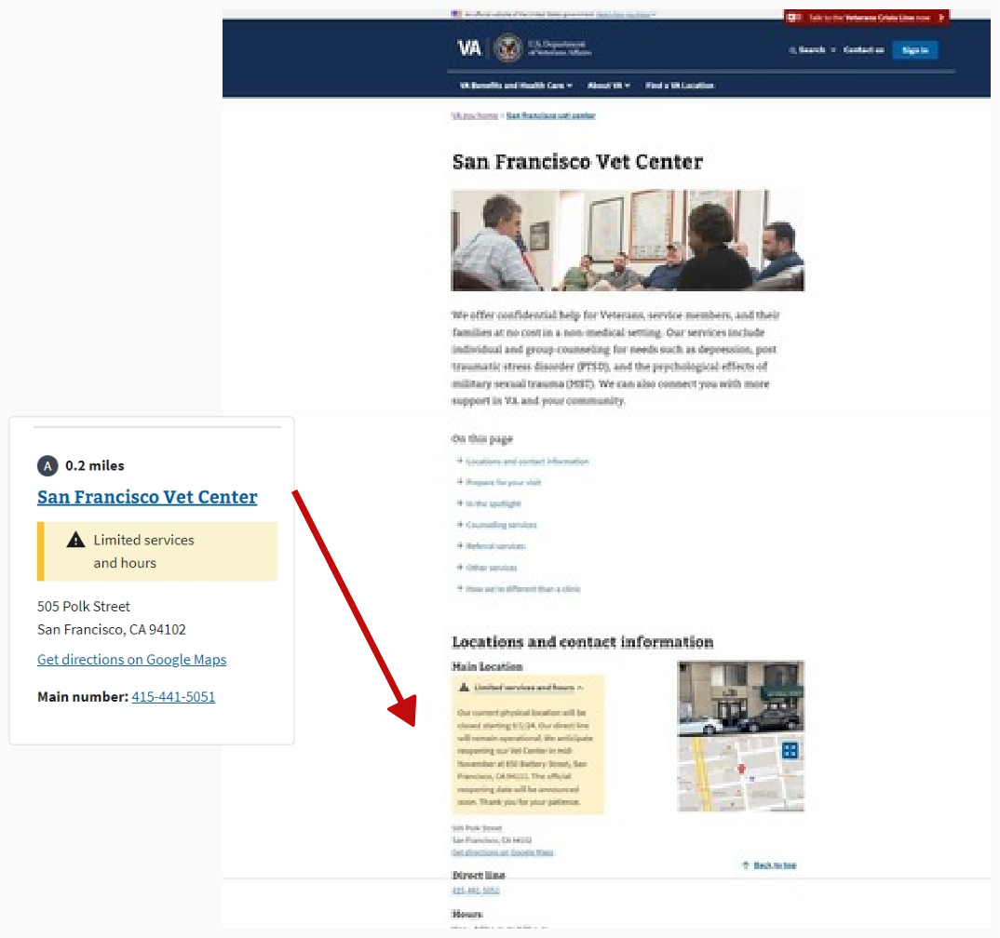 An official website of the United States government
Talk to the Veterans Crisis Line now
VA
U.S. Department
of Veterans Affairs
Search
Contact us
Sign in
VA Benefits and Health Care
About VA
Find a VA Location
VA.gov home
San Francisco vet center
San Francisco Vet Center
We offer confidential help for Veterans, service members, and their
families at no cost in a non-medical setting. Our services include
individual and group counseling for needs such as depression, post
traumatic stress disorder (PTSD), and the psychological effects of
military sexual trauma (MST). We can also connect you with more
support in VA and your community.
On this page
Locations and contact information
Prepare for your visit
In the spotlight
Counseling services
Referral services
Other services
How we're different than a clinic
A 0.2 miles
San Francisco Vet Center
Limited services
and hours
505 Polk Street
San Francisco, CA 94102
Get directions on Google Maps
Main number: 415-441-5051
Locations and contact information
Main Location
Limited services and hours
Our current physical location will be
closed starting
Our direct line
will remain operational. We anticipate
reopening our Vet Center in mid-
November at
Battery Street, San
Francisco, CA
The official
reopening date will be announced
soon. Thank you for your patience.
505 Polk Street
San Francisco, CA 94102
Get directions on Google Maps
Back to top
Direct line
415-441-5051
Hours